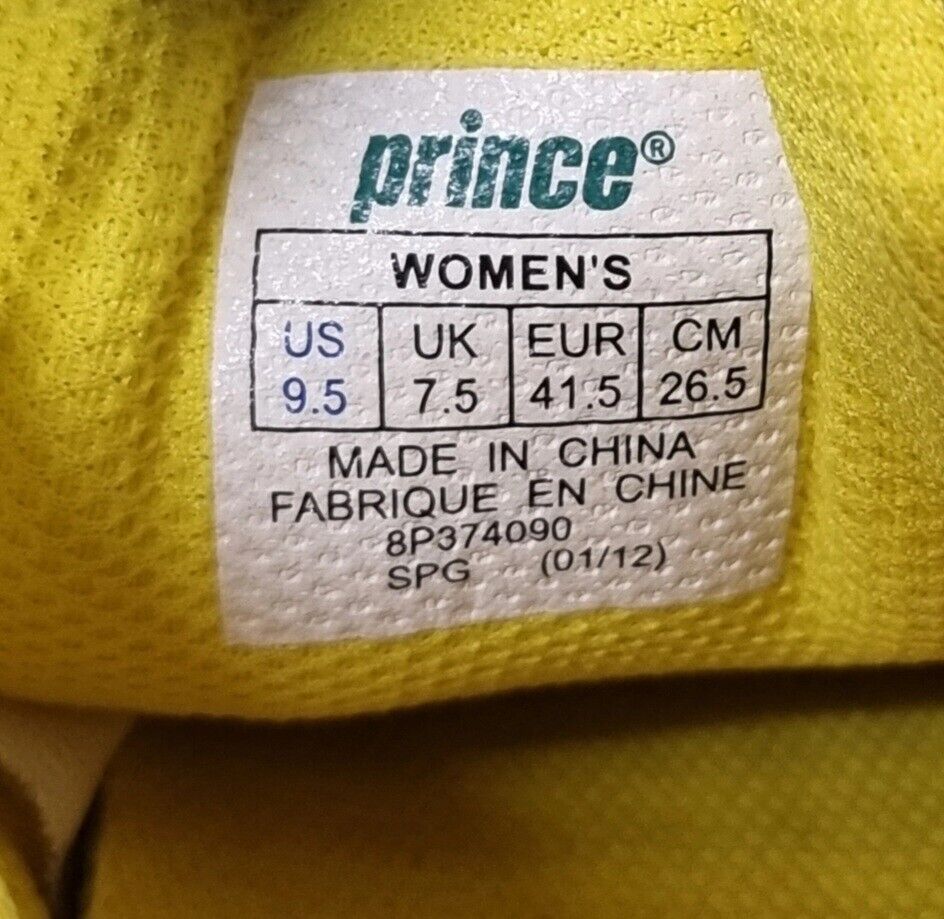 prince®
WOMEN'S
US UK EUR CM
9.5 7.5 41.5 26.5
MADE IN CHINA
FABRIQUE EN CHINE
8P374090
SPG (01/12)